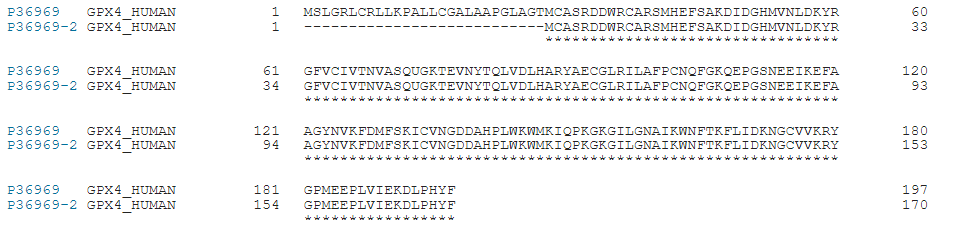 P36969 GPX4_HUMAN 1 MSLGRLCRLLKPALLCGALAAPGLAGTMCASRDDWRCARSMHEFSAKDIDGHMVNLDKYR 60
P36969-2 GPX4_HUMAN 1 ---------------------------MCASRDDWRCARSMHEFSAKDIDGHMVNLDKYR 33
*********************************
P36969 GPX4_HUMAN 61 GFVCIVTNVASQUGKTEVNYTQLVDLHARYAECGLRILAFPCNQFGKQEPGSNEEIKEFA 120
P36969-2 GPX4_HUMAN 34 GFVCIVTNVASQUGKTEVNYTQLVDLHARYAECGLRILAFPCNQFGKQEPGSNEEIKEFA 93
************************************************************
P36969 GPX4_HUMAN 121 AGYNVKFDMFSKICVNGDDAHPLWKWMKIQPKGKGILGNAIKWNFTKFLIDKNGCVVKRY 180
P36969-2 GPX4_HUMAN 94 AGYNVKFDMFSKICVNGDDAHPLWKWMKIQPKGKGILGNAIKWNFTKFLIDKNGCVVKRY 153
************************************************************
P36969 GPX4_HUMAN 181 GPMEEPLVIEKDLPHYF 197
P36969-2 GPX4_HUMAN 154 GPMEEPLVIEKDLPHYF 170
*****************